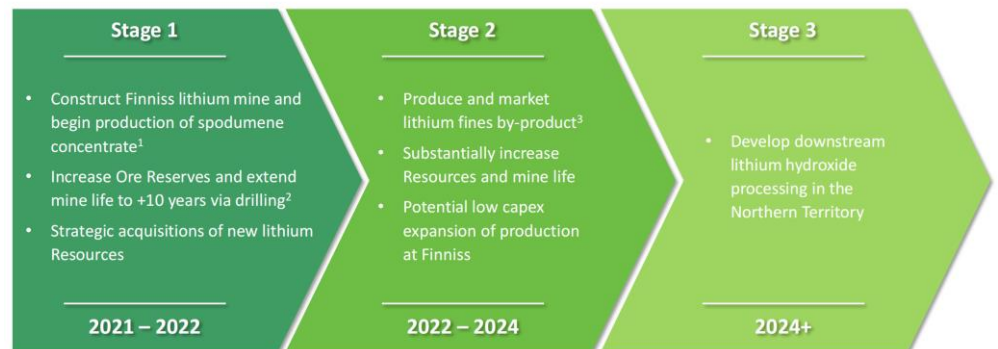 Stage 1
• Construct Finniss lithium mine and
begin production of spodumene
concentrate¹
• Increase Ore Reserves and extend
mine life to +10 years via drilling²
• Strategic acquisitions of new lithium
Resources
2021 – 2022
Stage 2
• Produce and market
lithium fines by-product³
• Substantially increase
Resources and mine life
• Potential low capex
expansion of production
at Finniss
2022 – 2024
Stage 3
• Develop downstream
lithium hydroxide
processing in the
Northern Territory
2024+